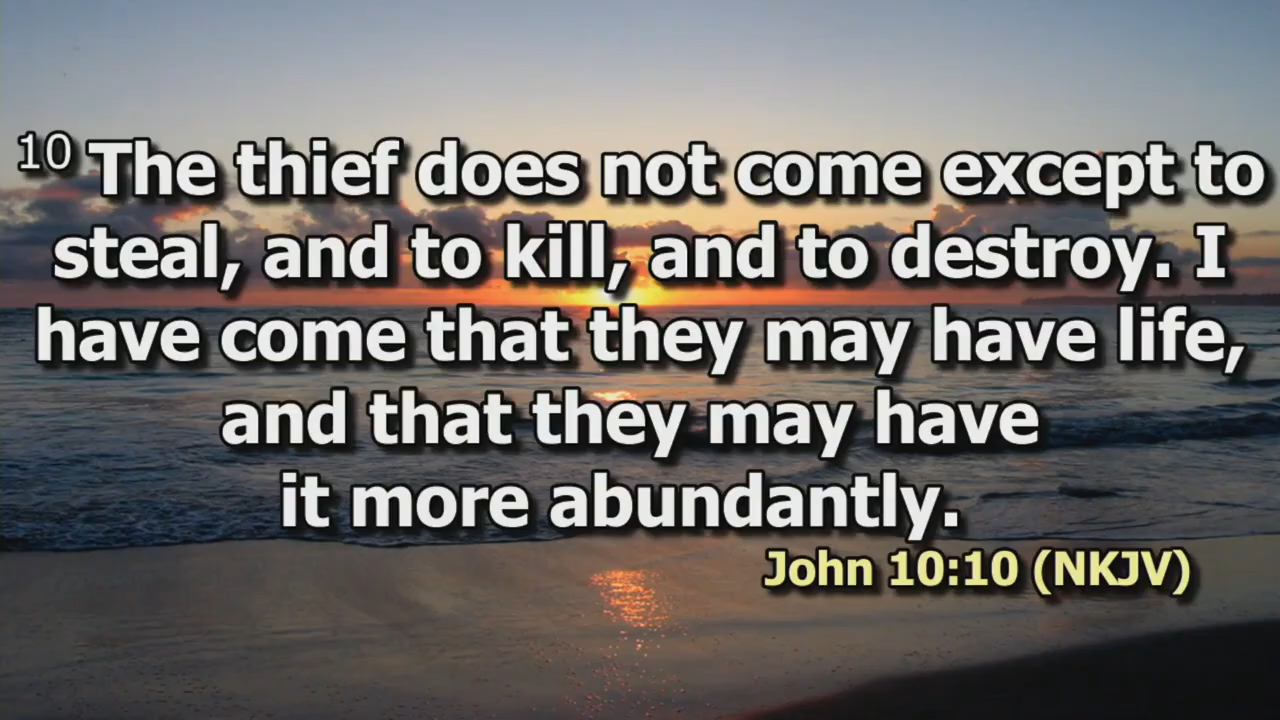 10 The thief does not come except to
steal, and to kill, and to destroy. I
have come that they may have life,
and that they may have
it more abundantly.
John 10:10 (NKJV)